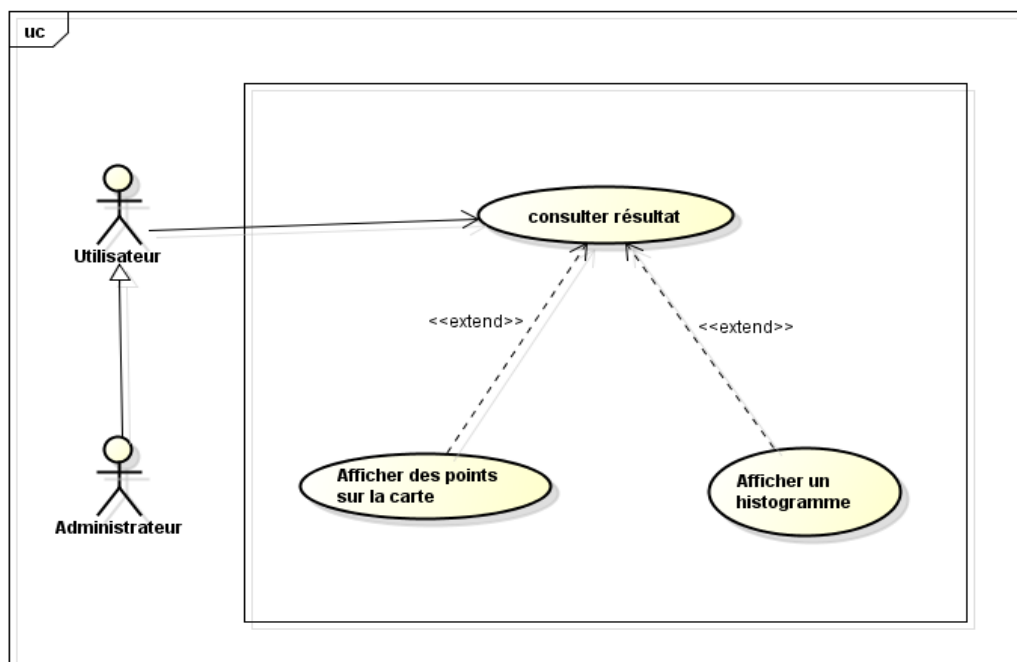 uc
consulter résultat
Utilisateur
<<extend>>
<<extend>>
Afficher des points
sur la carte
Afficher un
histogramme
Administrateur